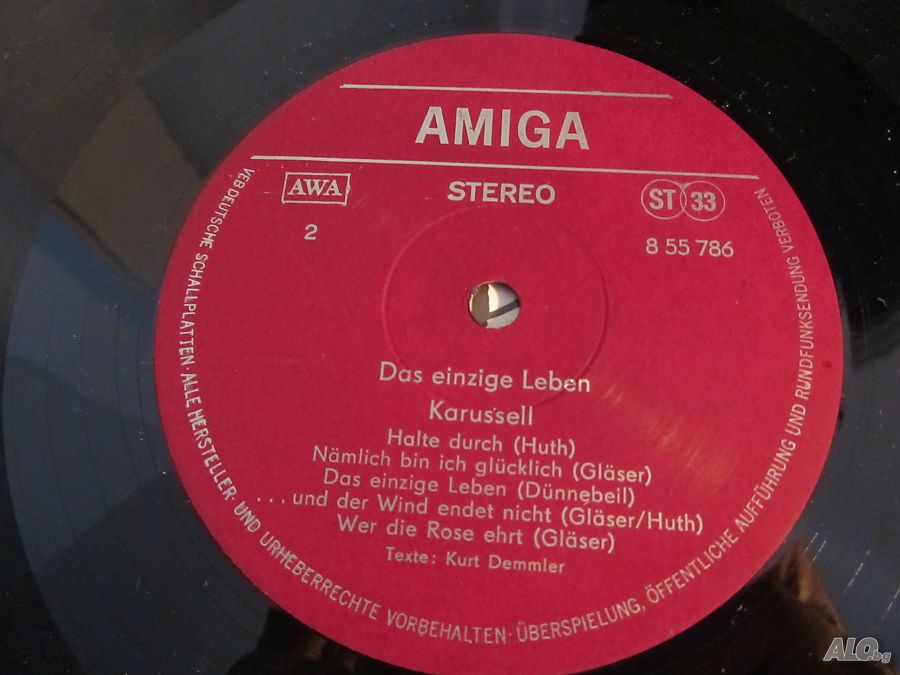 AMIGA
AWA
STEREO
ST 33
2
8 55 786
Das einzige Leben
Karussell
Halte durch (Huth)
Nämlich bin ich glücklich (Gläser)
Das einzige Leben (Dünnebeil)
...und der Wind endet nicht (Gläser/Huth)
Wer die Rose ehrt (Gläser)
Texte: Kurt Demmler
VEB DEUTSCHE SCHALLPLATTEN · ALLE HERSTELLER- UND URHEBERRECHTE VORBEHALTEN · ÜBERSPIELUNG, ÖFFENTLICHE AUFFÜHRUNG UND RUNDFUNKSENDUNG VERBOTEN
ALO.bg